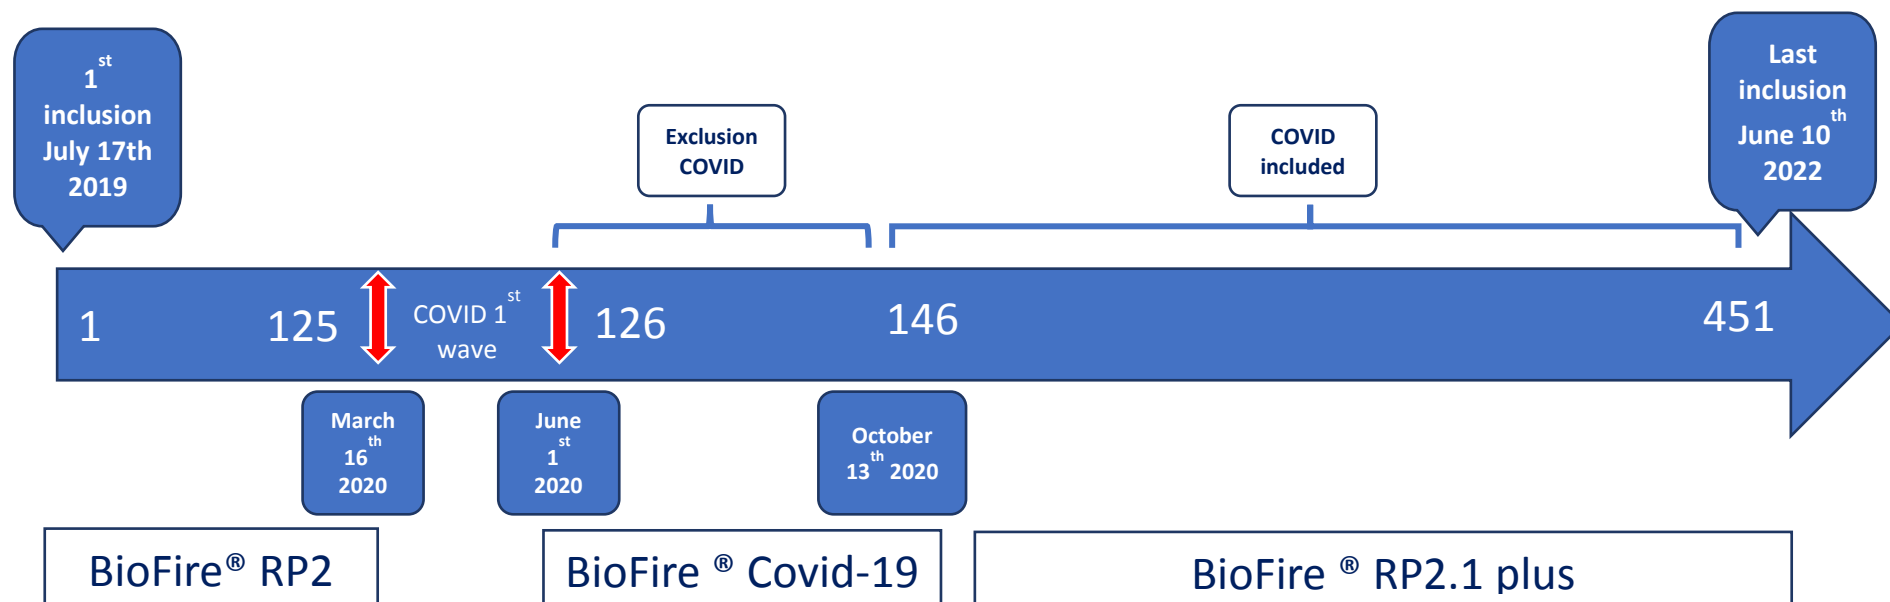 1st
inclusion
July 17th
2019
Exclusion
COVID
COVID
included
Last
inclusion
June 10th
2022
1
125
COVID 1st
wave
126
146
451
March
16th
2020
June
1st
2020
October
13th 2020
BioFire® RP2
BioFire ® Covid-19
BioFire ® RP2.1 plus